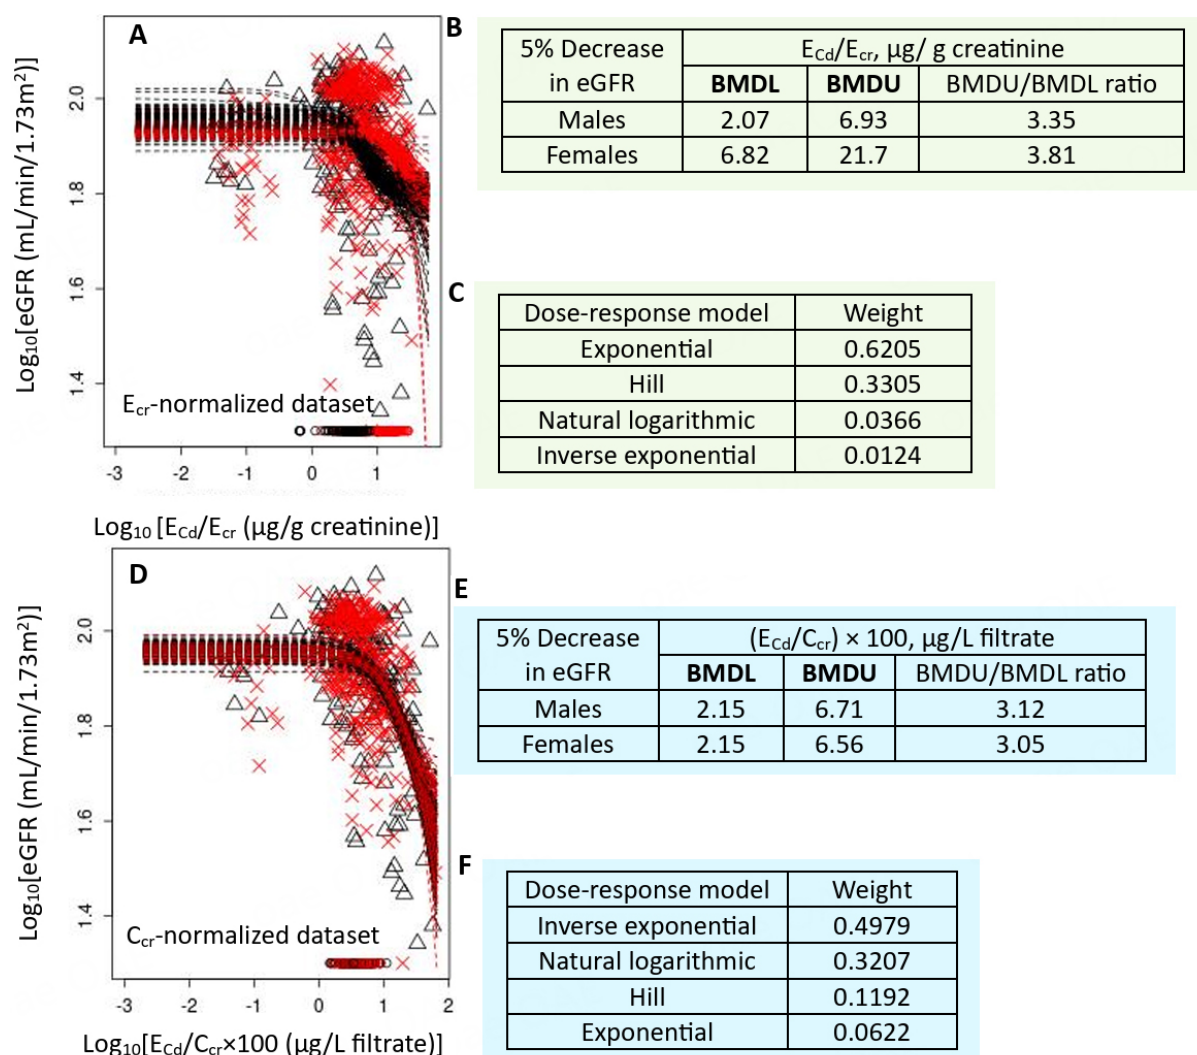 A
Log₁₀[eGFR (mL/min/1.73m²)]
2.0
1.8
1.6
1.4
E꜀ᵣ-normalized dataset
-3 -2 -1 0 1
Log₁₀ [E_Cd/E_cr (µg/g creatinine)]
B
5% Decrease in eGFR
E_Cd/E_cr, µg/ g creatinine
BMDL BMDU BMDU/BMDL ratio
Males 2.07 6.93 3.35
Females 6.82 21.7 3.81
C
Dose-response model Weight
Exponential 0.6205
Hill 0.3305
Natural logarithmic 0.0366
Inverse exponential 0.0124
D
Log₁₀[eGFR (mL/min/1.73m²)]
2.0
1.8
1.6
1.4
C_cr-normalized dataset
-3 -2 -1 0 1 2
Log₁₀[E_Cd/C_cr×100 (µg/L filtrate)]
E
5% Decrease in eGFR
(E_Cd/C_cr) × 100, µg/L filtrate
BMDL BMDU BMDU/BMDL ratio
Males 2.15 6.71 3.12
Females 2.15 6.56 3.05
F
Dose-response model Weight
Inverse exponential 0.4979
Natural logarithmic 0.3207
Hill 0.1192
Exponential 0.0622